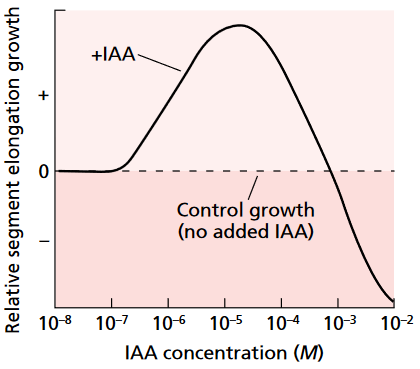 Relative segment elongation growth
+
0
–
+IAA
Control growth
(no added IAA)
10⁻⁸ 10⁻⁷ 10⁻⁶ 10⁻⁵ 10⁻⁴ 10⁻³ 10⁻²
IAA concentration (M)